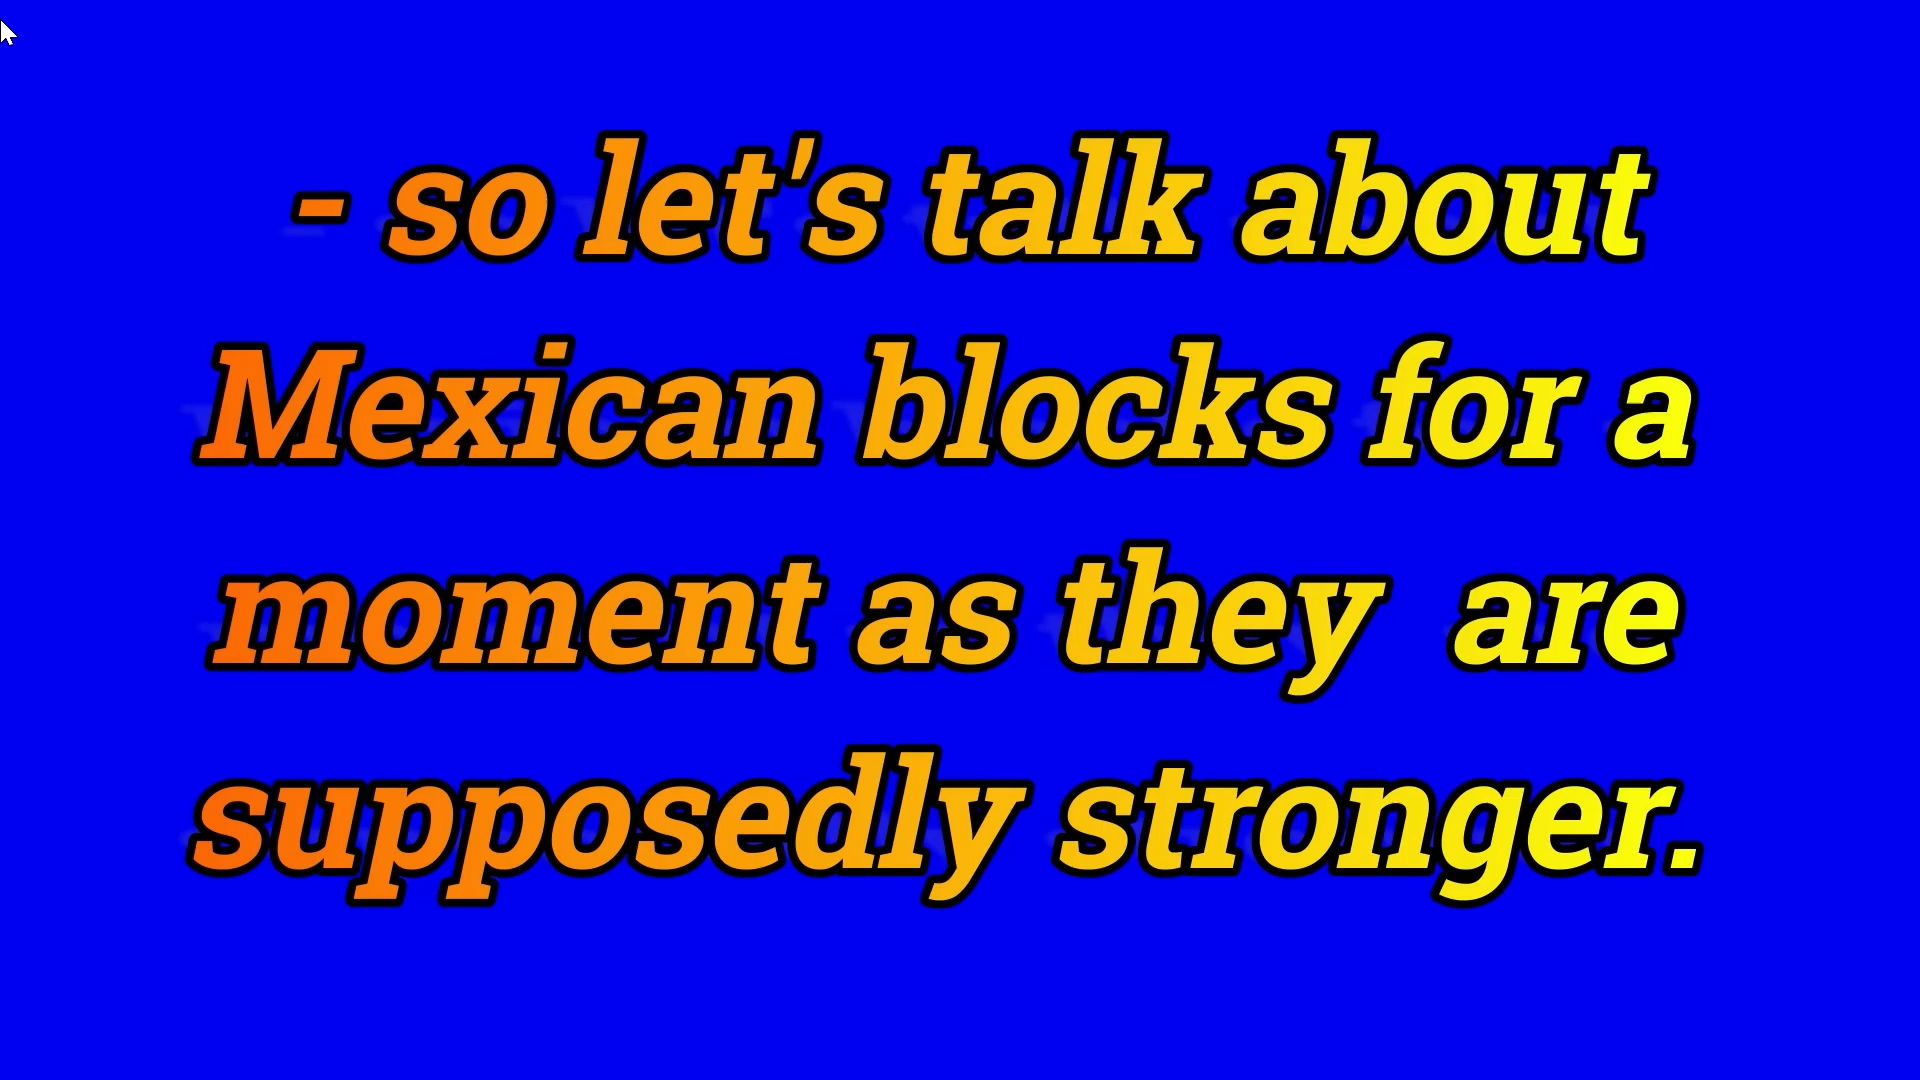 - so let's talk about
Mexican blocks for a
moment as they  are
supposedly stronger.